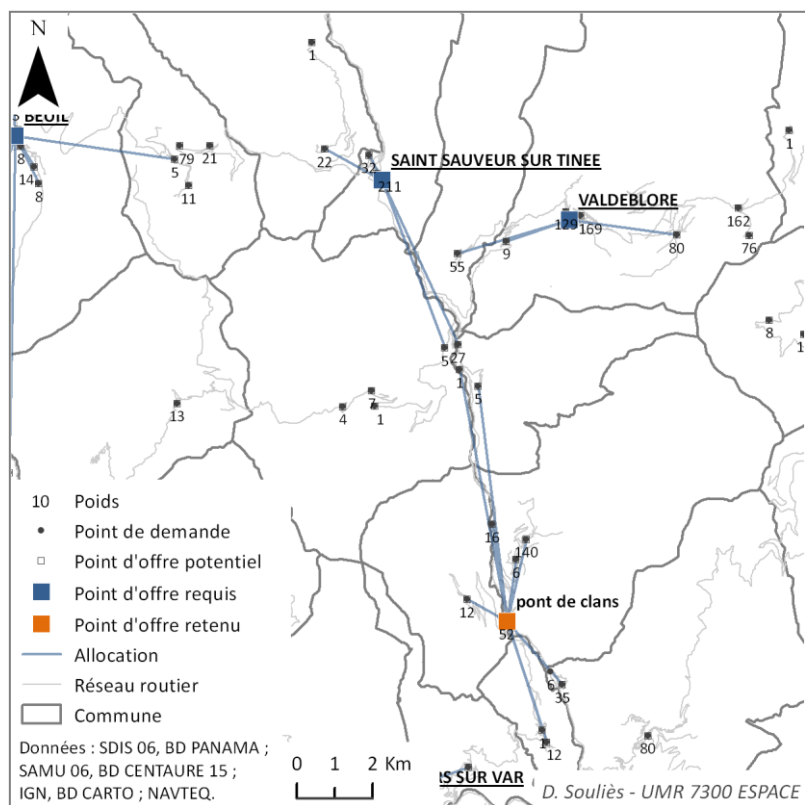 N
1
BEUIL
8
14
8
79
21
5
11
22
32
SAINT SAUVEUR SUR TINEE
211
1
VALDEBLORE
129
169
162
76
80
9
55
8
5
27
1
5
7
4
1
13
16
140
6
12
pont de clans
52
6
35
1
12
80
10 Poids
Point de demande
Point d'offre potentiel
Point d'offre requis
Point d'offre retenu
Allocation
Réseau routier
Commune
Données : SDIS 06, BD PANAMA ;
SAMU 06, BD CENTAURE 15 ;
IGN, BD CARTO ; NAVTEQ.
0 1 2 Km
SUR VAR
D. Souliès - UMR 7300 ESPACE